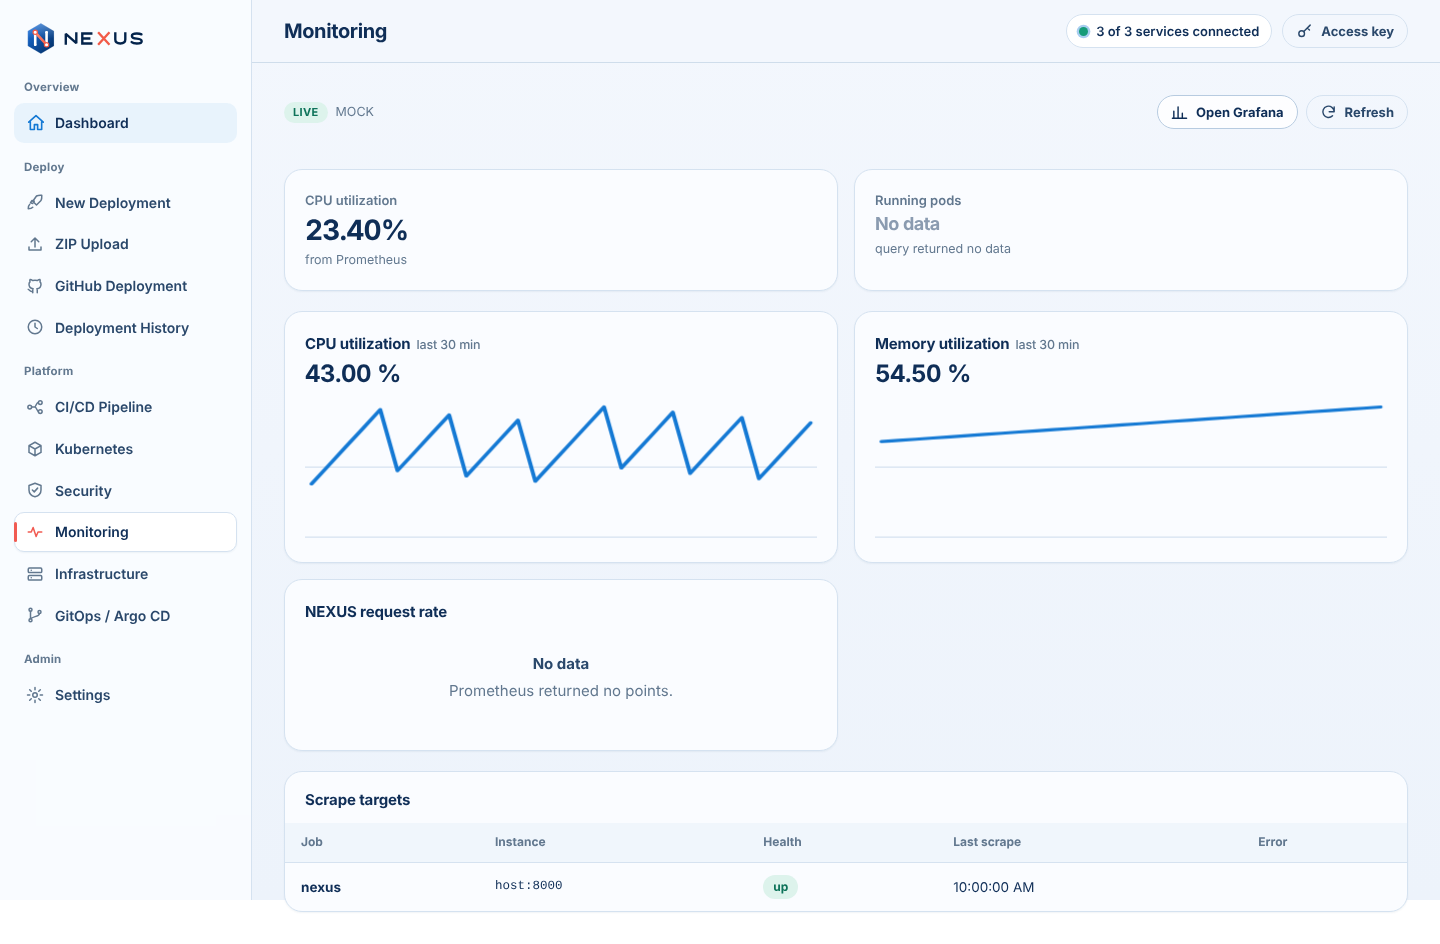 NEXUS
Overview
Dashboard
Deploy
New Deployment
ZIP Upload
GitHub Deployment
Deployment History
Platform
CI/CD Pipeline
Kubernetes
Security
Monitoring
Infrastructure
GitOps / Argo CD
Admin
Settings
Monitoring
3 of 3 services connected
Access key
LIVE MOCK
Open Grafana
Refresh
CPU utilization
23.40%
from Prometheus
Running pods
No data
query returned no data
CPU utilization last 30 min
43.00 %
Memory utilization last 30 min
54.50 %
NEXUS request rate
No data
Prometheus returned no points.
Scrape targets
Job Instance Health Last scrape Error
nexus host:8000 up 10:00:00 AM